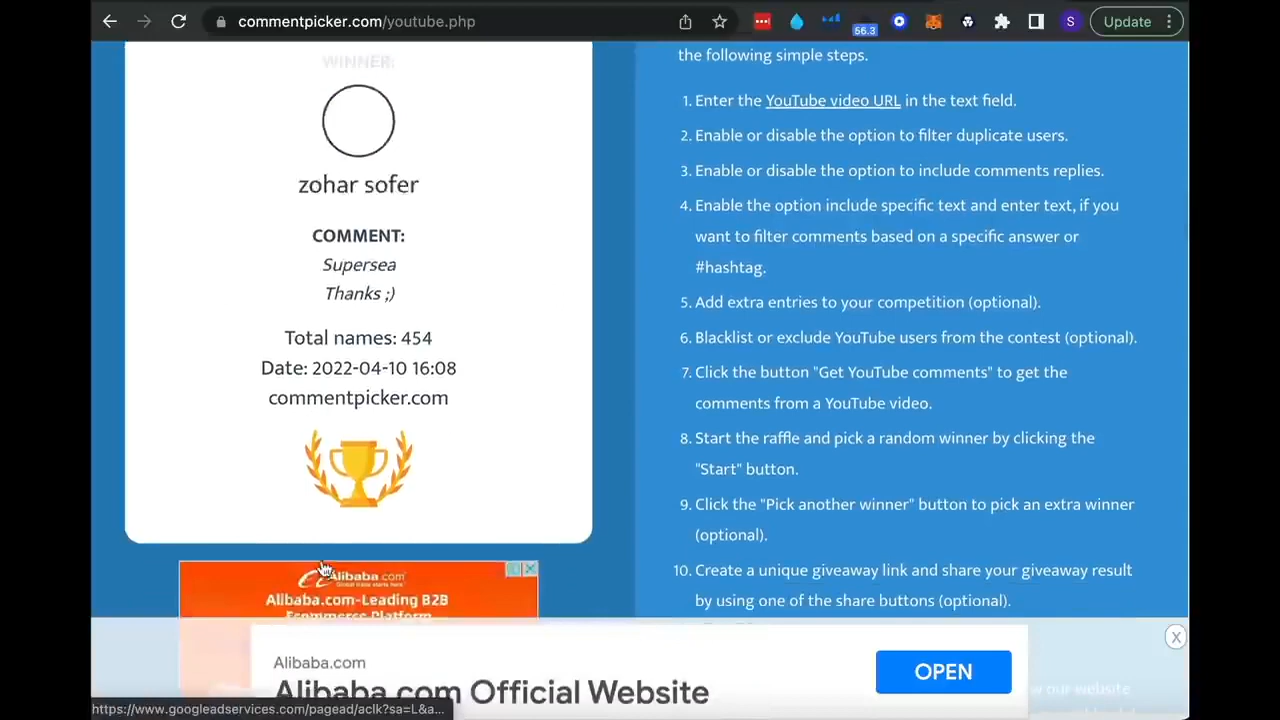 commentpicker.com/youtube.php
56.3
S
Update
WINNER:
zohar sofer
COMMENT:
Supersea
Thanks ;)
Total names: 454
Date: 2022-04-10 16:08
commentpicker.com
the following simple steps.
1. Enter the YouTube video URL in the text field.
2. Enable or disable the option to filter duplicate users.
3. Enable or disable the option to include comments replies.
4. Enable the option include specific text and enter text, if you
want to filter comments based on a specific answer or
#hashtag.
5. Add extra entries to your competition (optional).
6. Blacklist or exclude YouTube users from the contest (optional).
7. Click the button "Get YouTube comments" to get the
comments from a YouTube video.
8. Start the raffle and pick a random winner by clicking the
"Start" button.
9. Click the "Pick another winner" button to pick an extra winner
(optional).
10. Create a unique giveaway link and share your giveaway result
by using one of the share buttons (optional).
Alibaba.com
Global trade starts here
Alibaba.com-Leading B2B
Ecommerce Platform
Alibaba.com
Alibaba.com Official Website
OPEN
X
our website
https://www.googleadservices.com/pagead/aclk?sa=L&a...